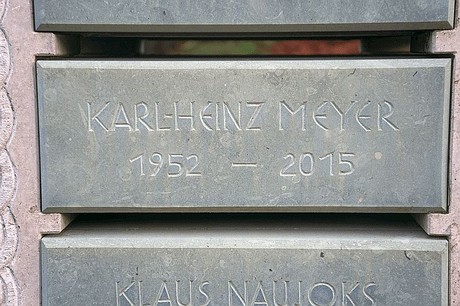 KARL-HEINZ MEYER
1952 — 2015
KLAUS NAUJOKS